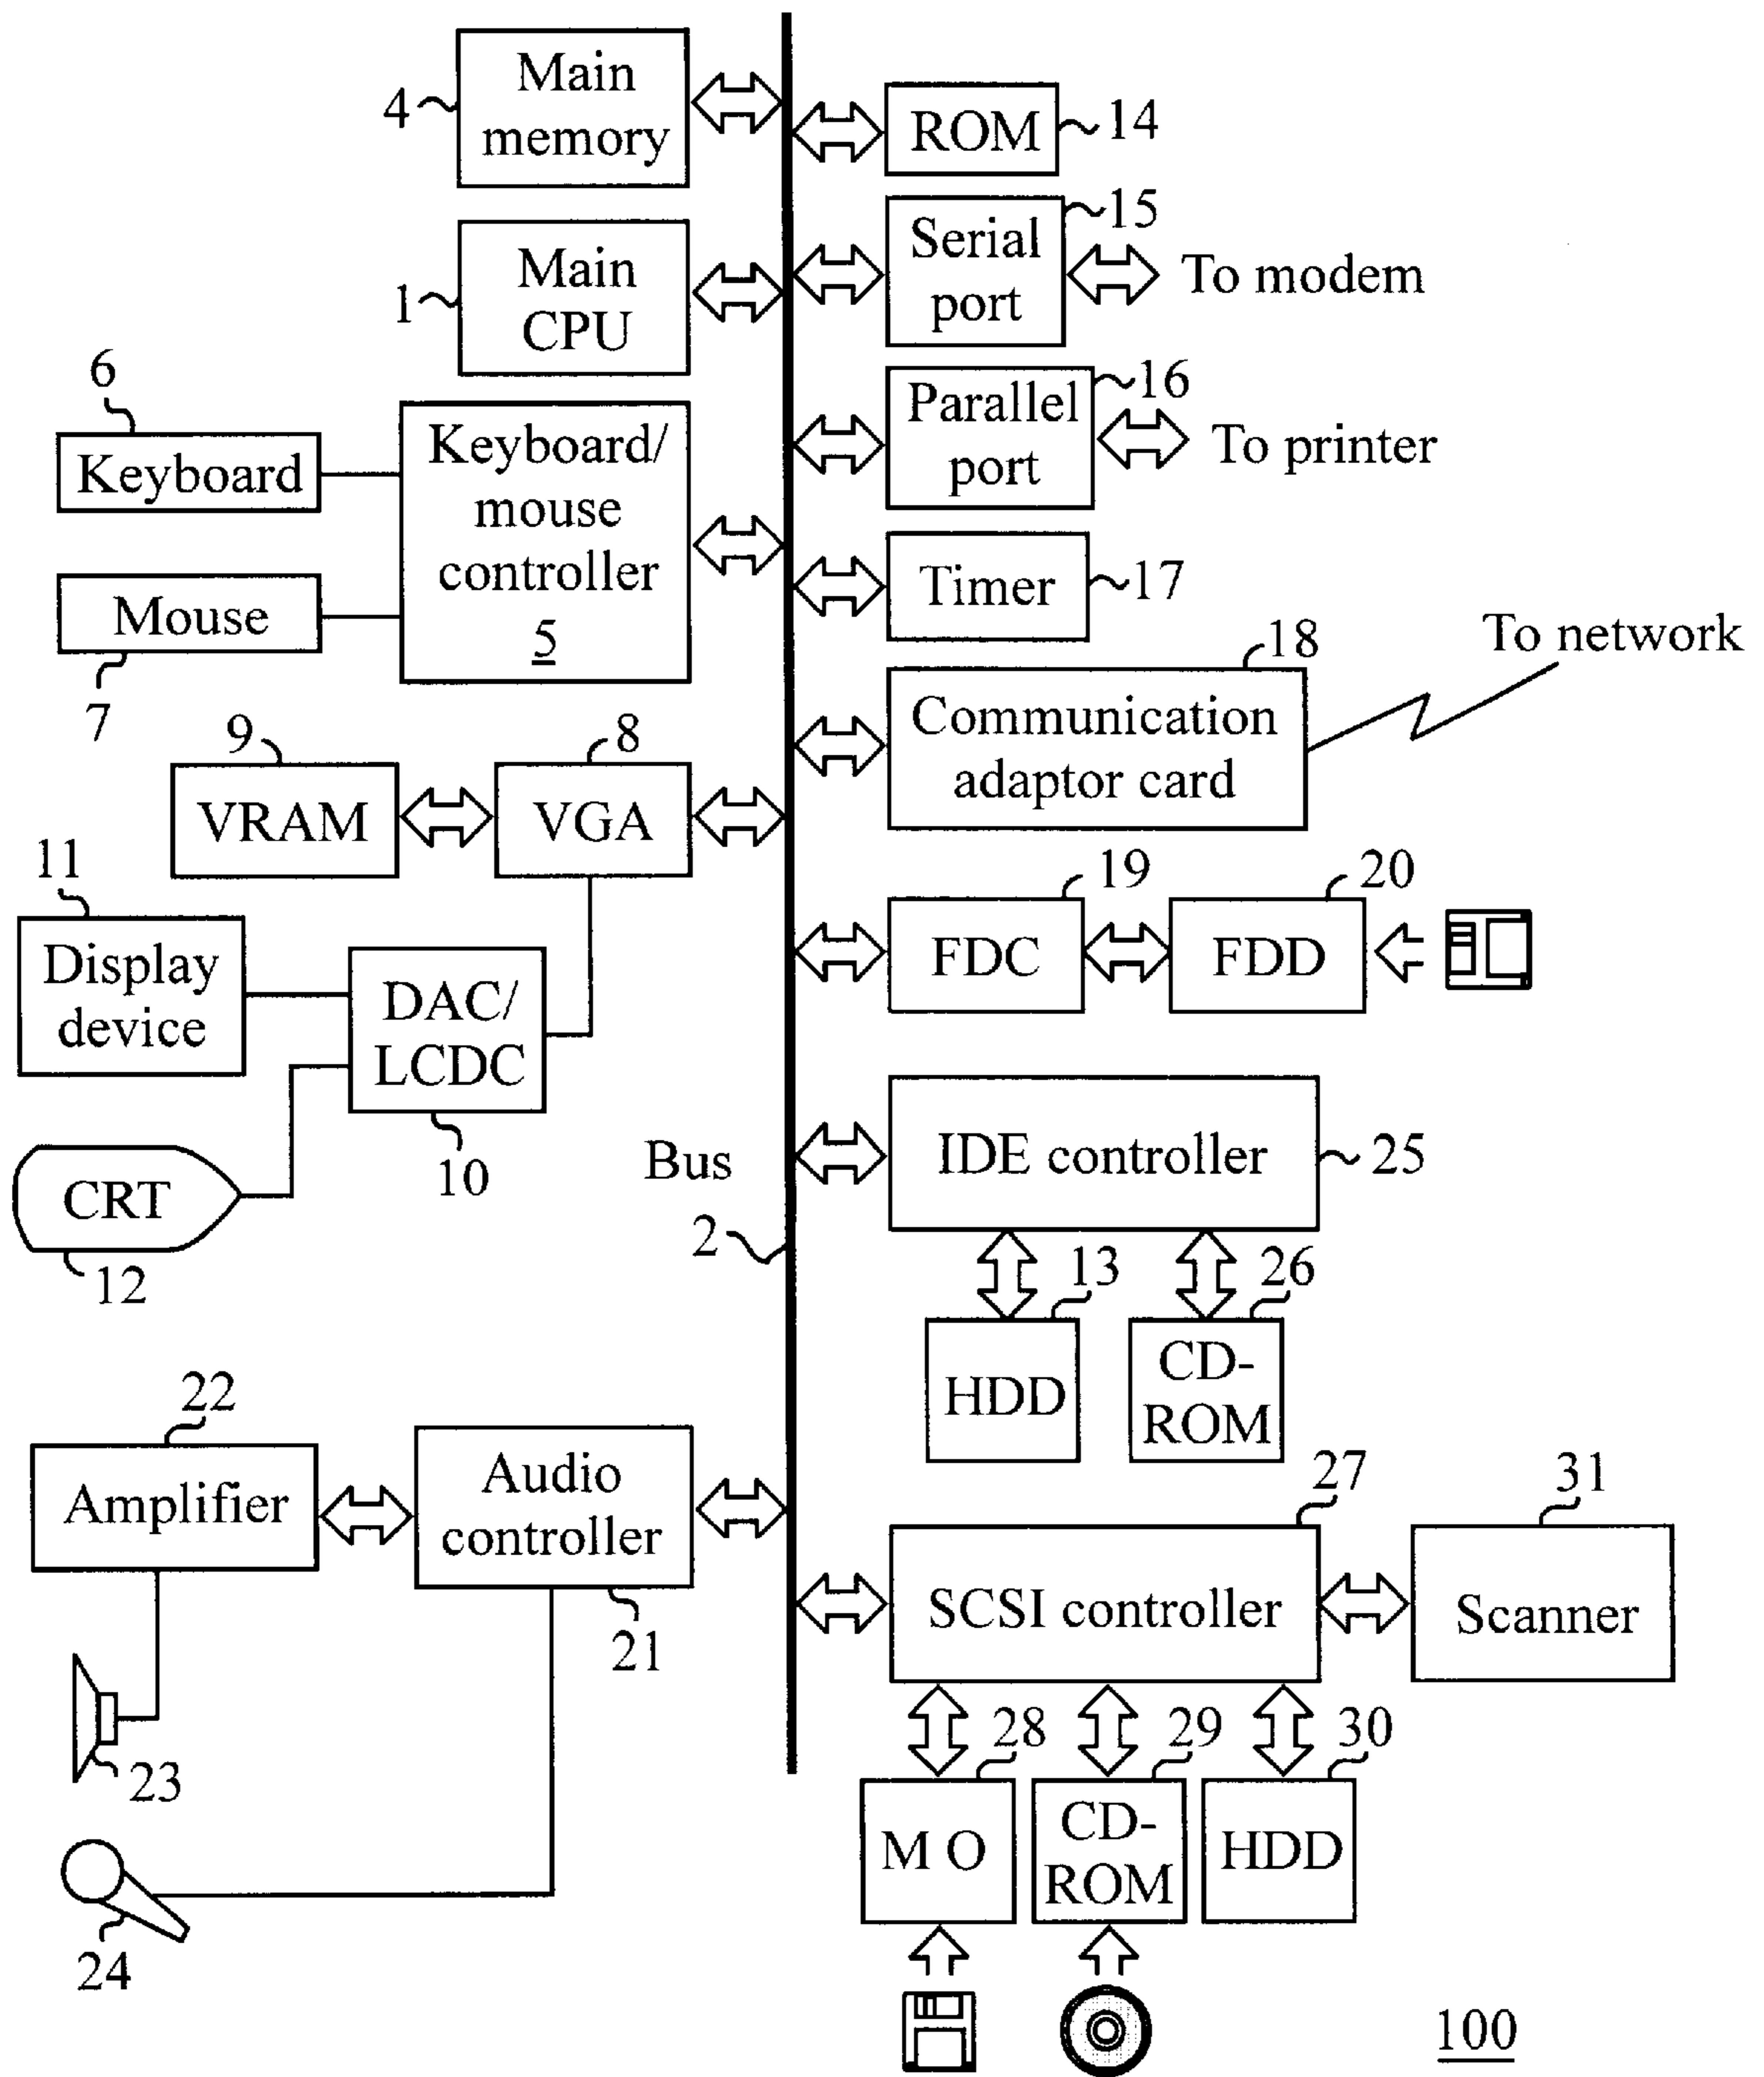 Main
memory
4
ROM
14
Serial
port
15
To modem
Main
CPU
1
Parallel
port
16
To printer
6
Keyboard
Keyboard/
mouse
controller
5
Mouse
7
Timer
17
18
To network
Communication
adaptor card
9
VRAM
8
VGA
11
Display
device
DAC/
LCDC
10
CRT
12
19
FDC
20
FDD
Bus
2
IDE controller
25
13
HDD
26
CD-
ROM
22
Amplifier
Audio
controller
21
23
24
27
SCSI controller
31
Scanner
28
M O
29
CD-
ROM
30
HDD
100